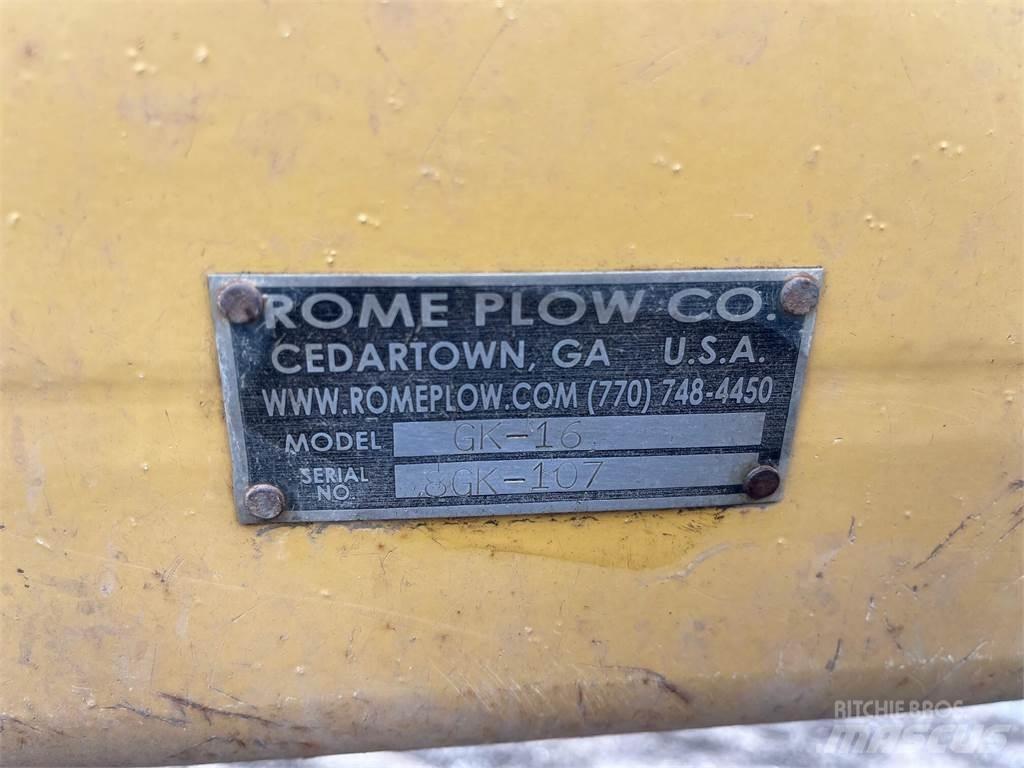 ROME PLOW CO.
CEDARTOWN, GA U.S.A.
WWW.ROMEPLOW.COM (770) 748-4450
MODEL GK-16
SERIAL NO. 8GK-107
RITCHIE BROS.
MASCUS